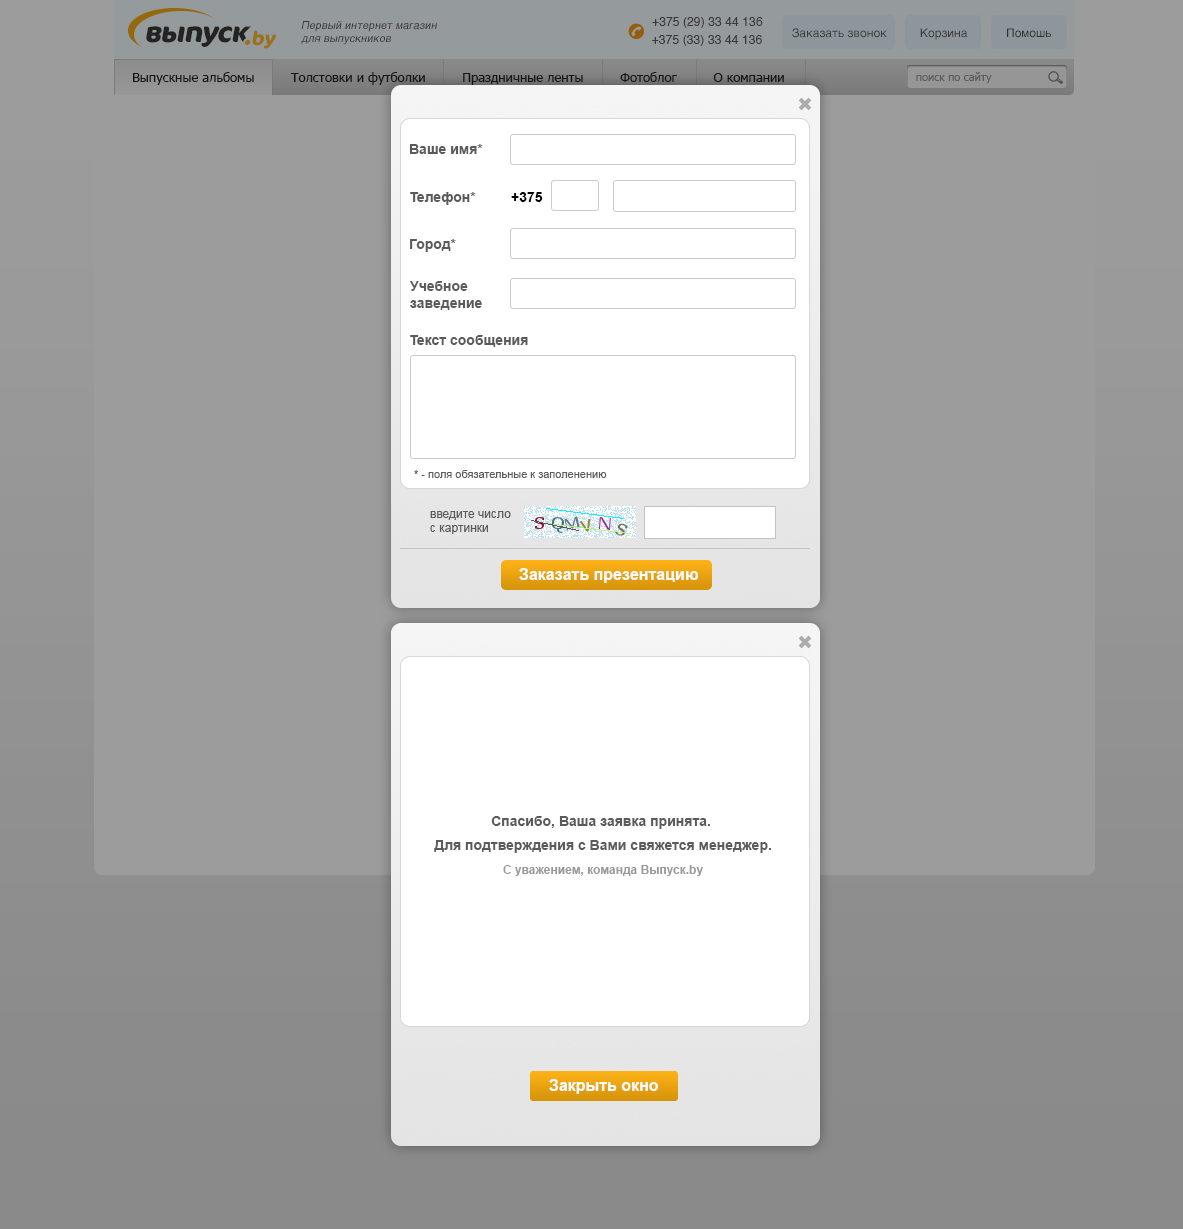 выпуск.by
Первый интернет магазин
для выпускников
+375 (29) 33 44 136
+375 (33) 33 44 136
Заказать звонок
Корзина
Помошь
Выпускные альбомы
Толстовки и футболки
Праздничные ленты
Фотоблог
О компании
поиск по сайту
Ваше имя*
Телефон*
+375
Город*
Учебное
заведение
Текст сообщения
* - поля обязательные к заполенению
введите число
с картинки
SQMVNS
Заказать презентацию
Спасибо, Ваша заявка принята.
Для подтверждения с Вами свяжется менеджер.
С уважением, команда Выпуск.by
Закрыть окно